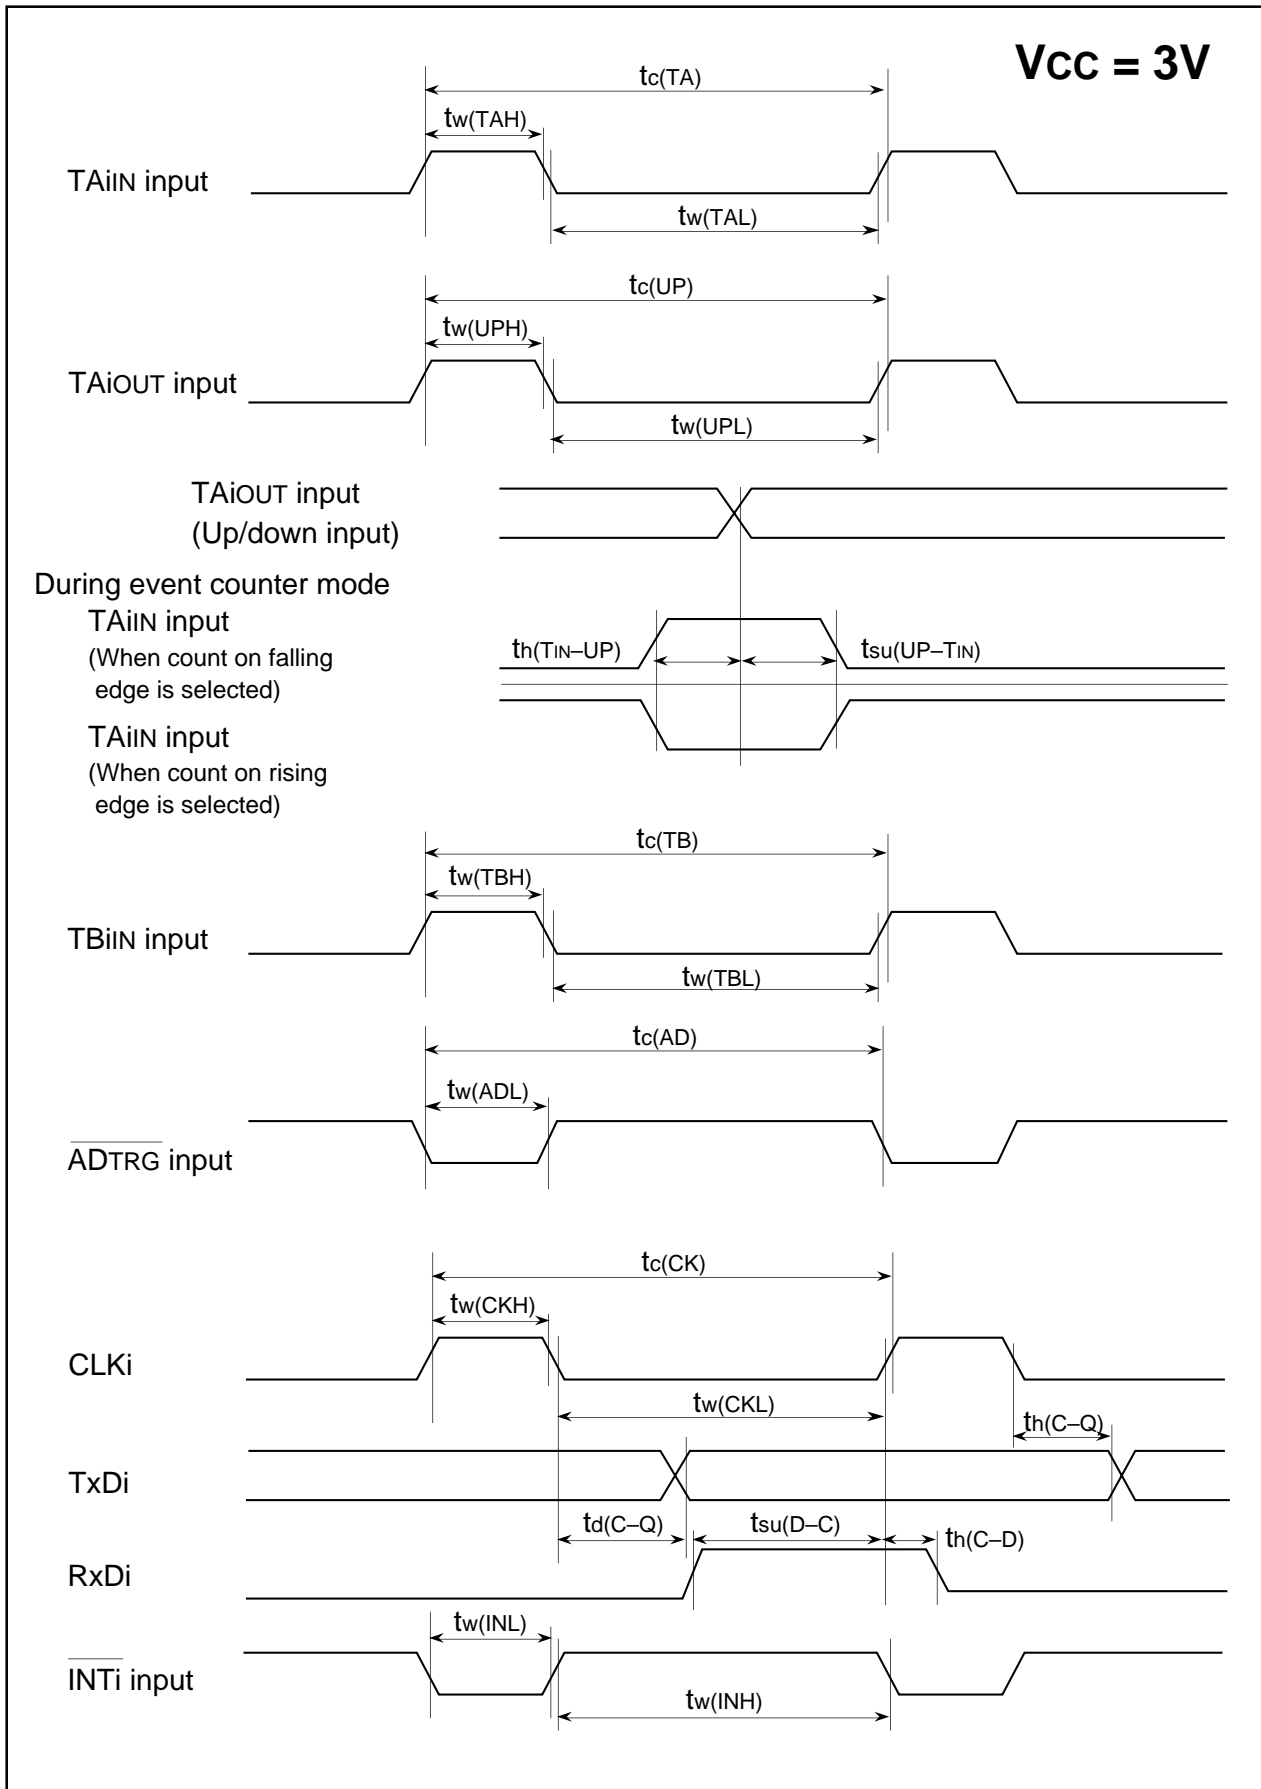 VCC = 3V
tc(TA)
tw(TAH)
TAiIN input
tw(TAL)
tc(UP)
tw(UPH)
TAiOUT input
tw(UPL)
TAiOUT input
(Up/down input)
During event counter mode
TAiIN input
(When count on falling
edge is selected)
th(TIN–UP)
tsu(UP–TIN)
TAiIN input
(When count on rising
edge is selected)
tc(TB)
tw(TBH)
TBiIN input
tw(TBL)
tc(AD)
tw(ADL)
ADTRG input
tc(CK)
tw(CKH)
CLKi
tw(CKL)
th(C–Q)
TxDi
td(C–Q)
tsu(D–C)
th(C–D)
RxDi
tw(INL)
INTi input
tw(INH)